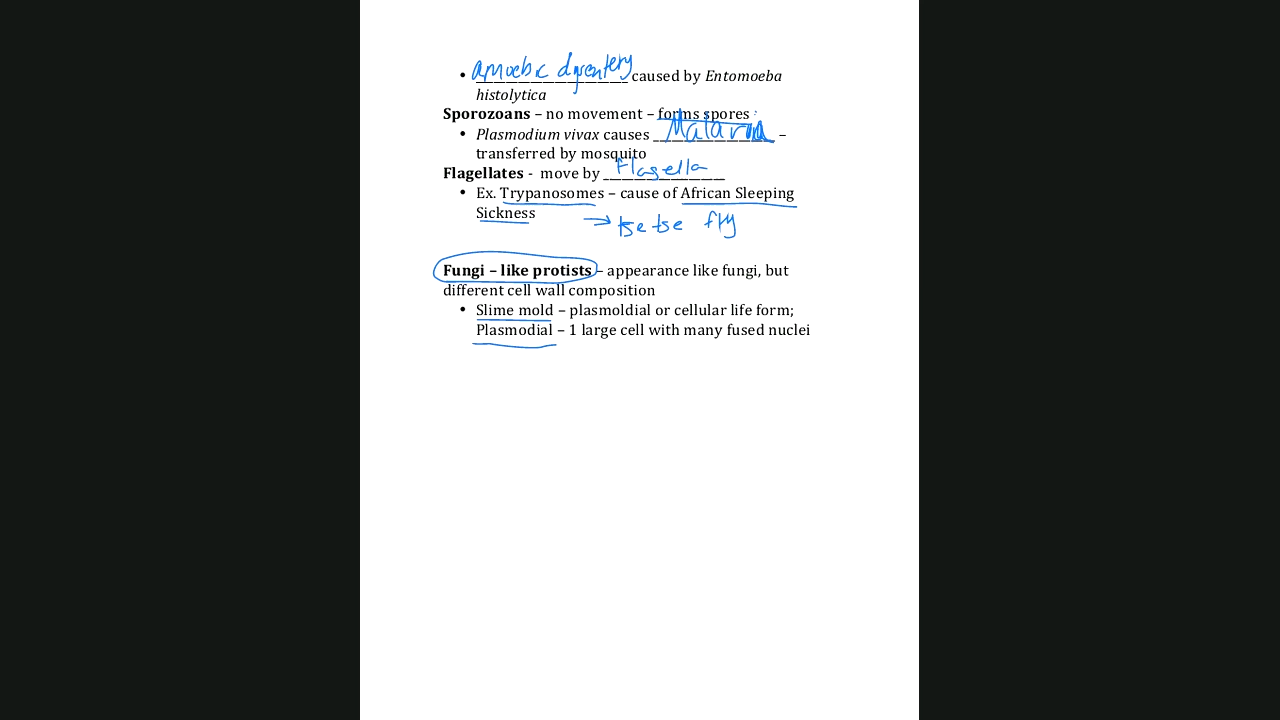 • amoebic dysentery caused by Entomoeba
histolytica
Sporozoans – no movement – forms spores
• Plasmodium vivax causes Malaria –
transferred by mosquito
Flagellates - move by Flagella
• Ex. Trypanosomes – cause of African Sleeping
Sickness
→ tse tse fly
Fungi – like protists – appearance like fungi, but
different cell wall composition
• Slime mold – plasmoldial or cellular life form;
Plasmodial – 1 large cell with many fused nuclei